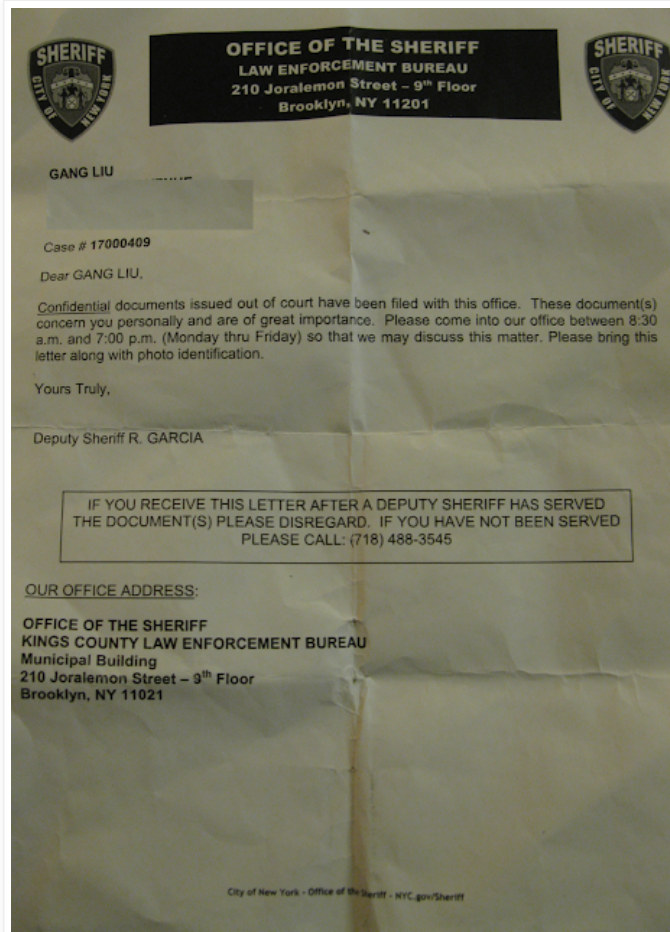 SHERIFF
CITY OF
NEW YORK
OFFICE OF THE SHERIFF
LAW ENFORCEMENT BUREAU
210 Joralemon Street – 9th Floor
Brooklyn, NY 11201
SHERIFF
CITY OF
NEW YORK
GANG LIU
Case # 17000409
Dear GANG LIU,
Confidential documents issued out of court have been filed with this office. These document(s)
concern you personally and are of great importance. Please come into our office between 8:30
a.m. and 7:00 p.m. (Monday thru Friday) so that we may discuss this matter. Please bring this
letter along with photo identification.
Yours Truly,
Deputy Sheriff R. GARCIA
IF YOU RECEIVE THIS LETTER AFTER A DEPUTY SHERIFF HAS SERVED
THE DOCUMENT(S) PLEASE DISREGARD. IF YOU HAVE NOT BEEN SERVED
PLEASE CALL: (718) 488-3545
OUR OFFICE ADDRESS:
OFFICE OF THE SHERIFF
KINGS COUNTY LAW ENFORCEMENT BUREAU
Municipal Building
210 Joralemon Street – 9th Floor
Brooklyn, NY 11021
City of New York - Office of the Sheriff - NYC.gov/Sheriff